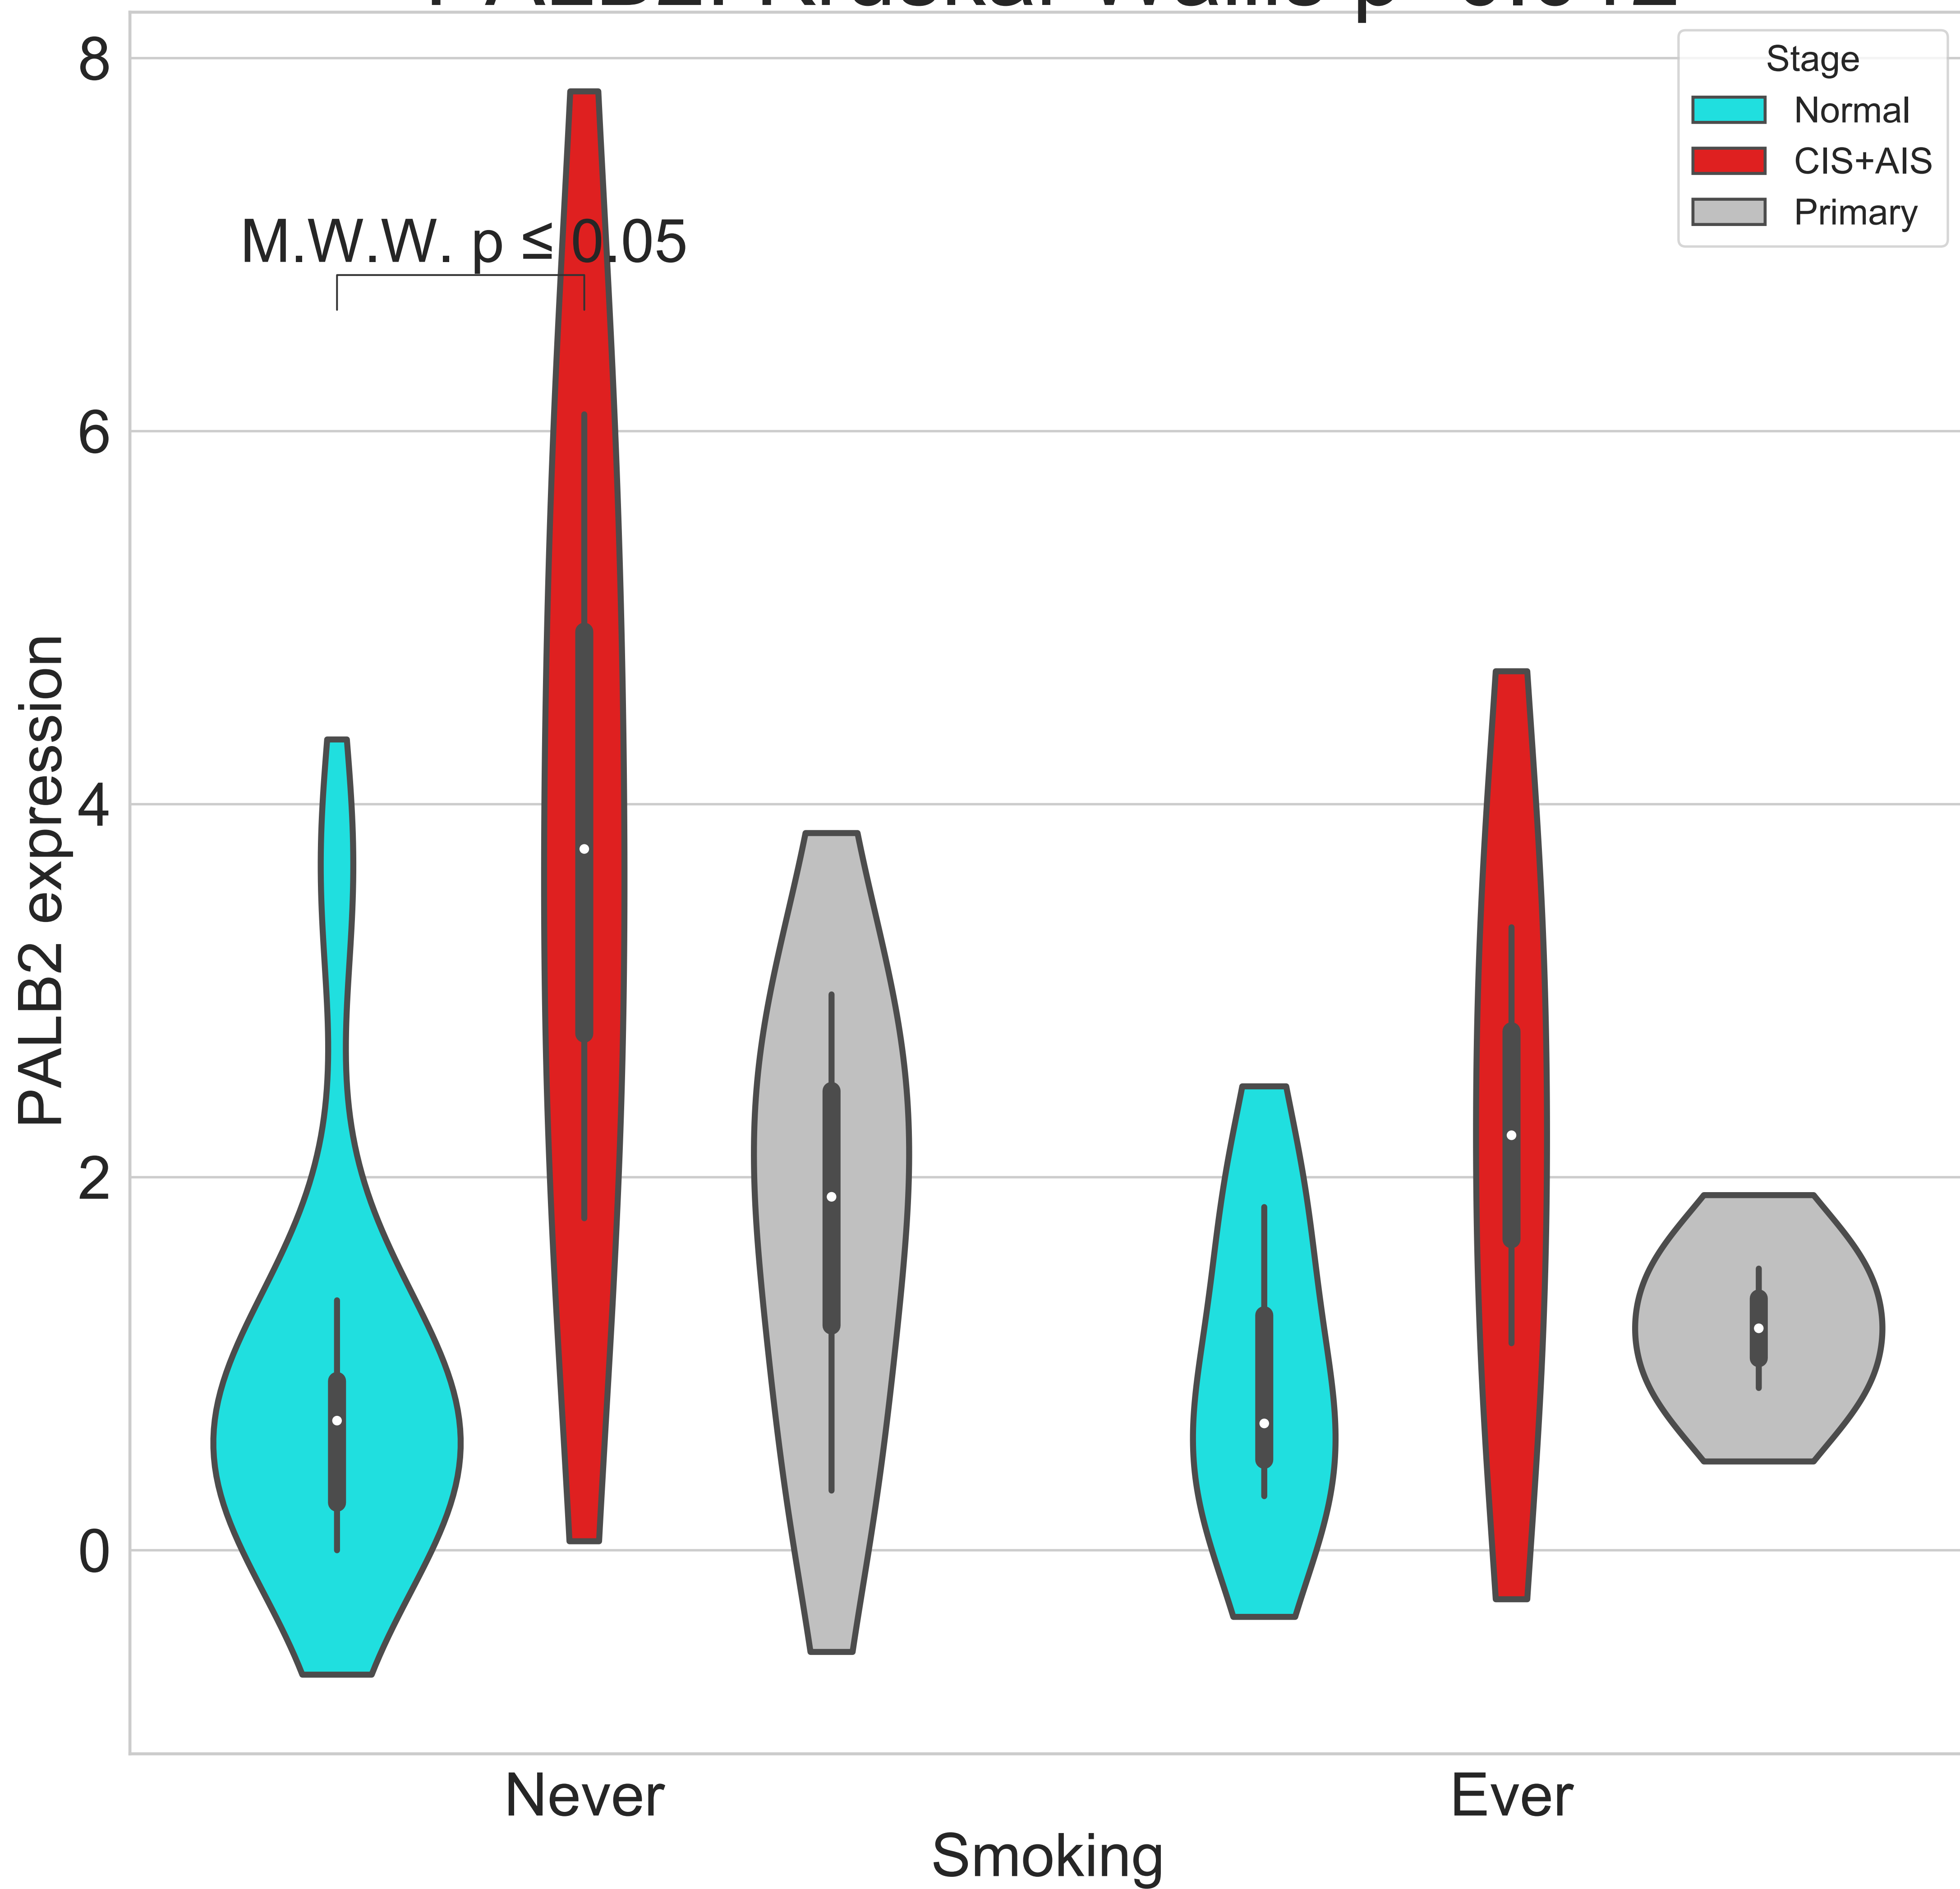 8
6
4
2
0
PALB2 expression
M.W.W. p ≤ 0.05
Stage
Normal
CIS+AIS
Primary
Never
Ever
Smoking